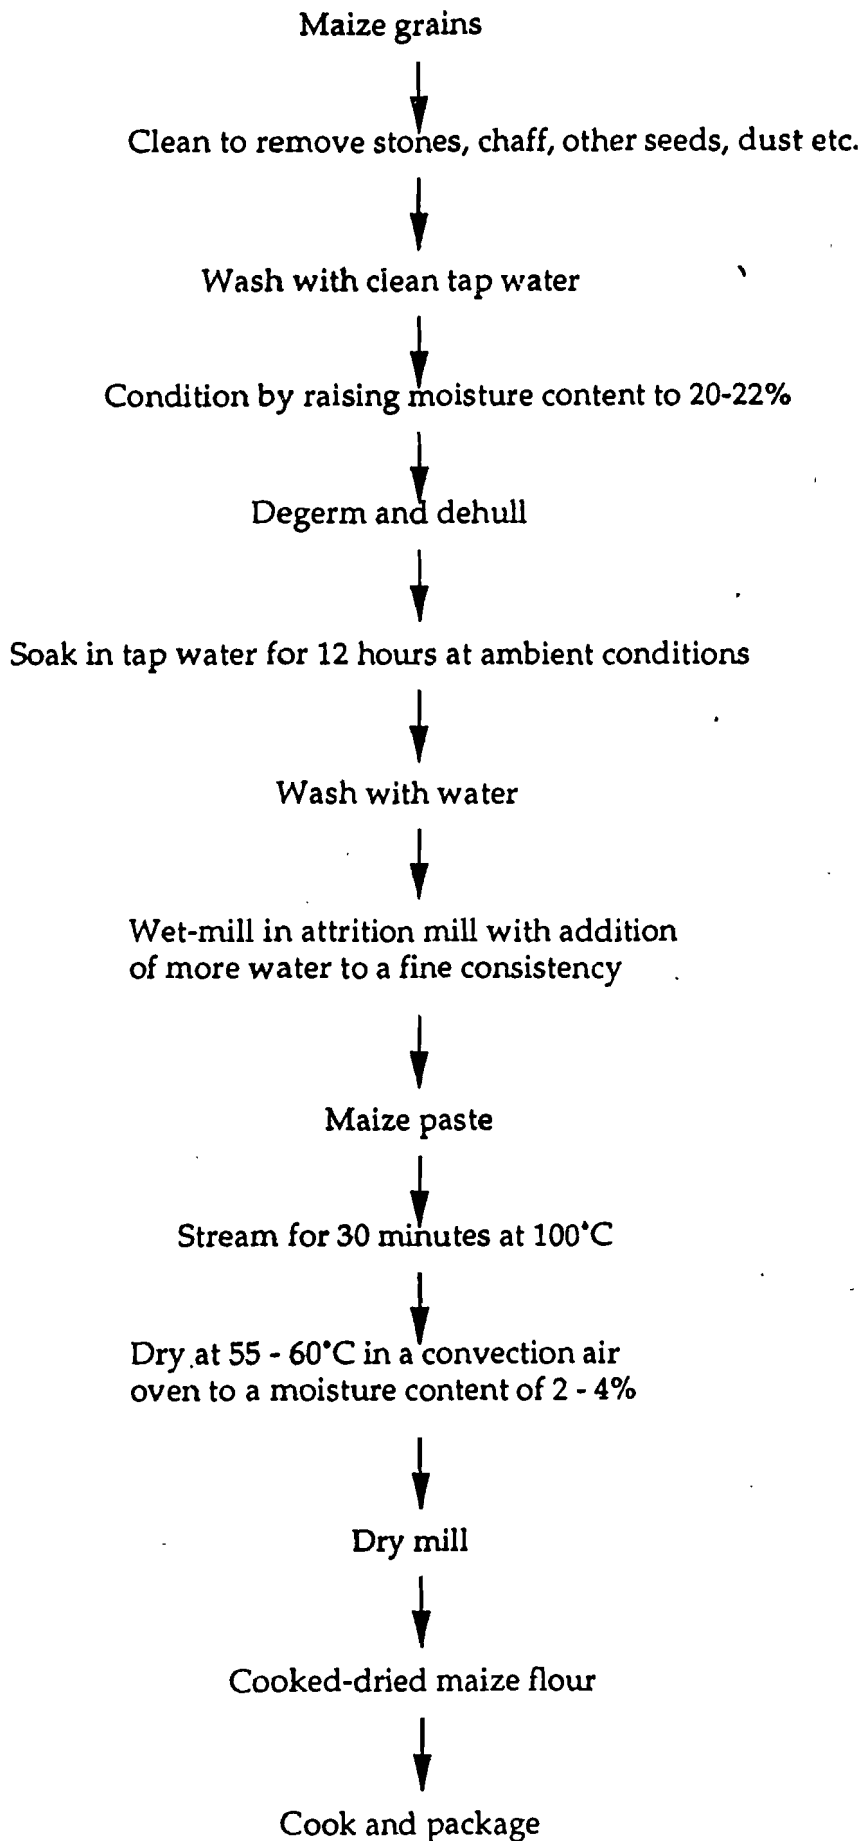 Maize grains
Clean to remove stones, chaff, other seeds, dust etc.
Wash with clean tap water
Condition by raising moisture content to 20-22%
Degerm and dehull
Soak in tap water for 12 hours at ambient conditions
Wash with water
Wet-mill in attrition mill with addition
of more water to a fine consistency
Maize paste
Stream for 30 minutes at 100°C
Dry at 55 - 60°C in a convection air
oven to a moisture content of 2 - 4%
Dry mill
Cooked-dried maize flour
Cook and package